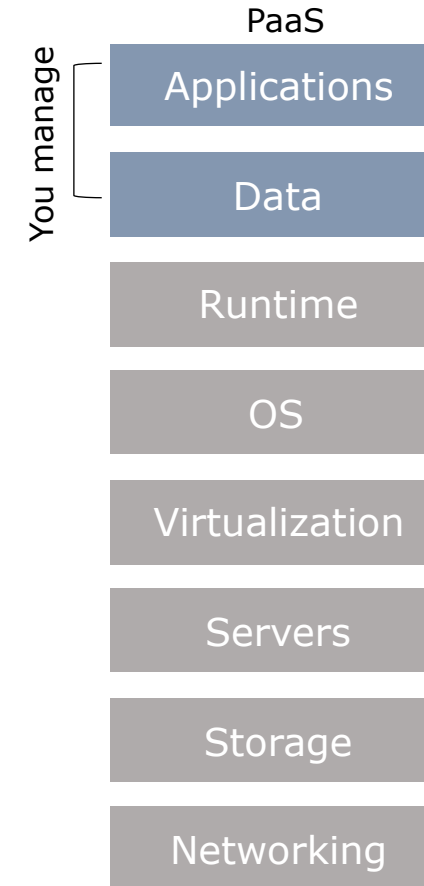 PaaS
You manage
Applications
Data
Runtime
OS
Virtualization
Servers
Storage
Networking